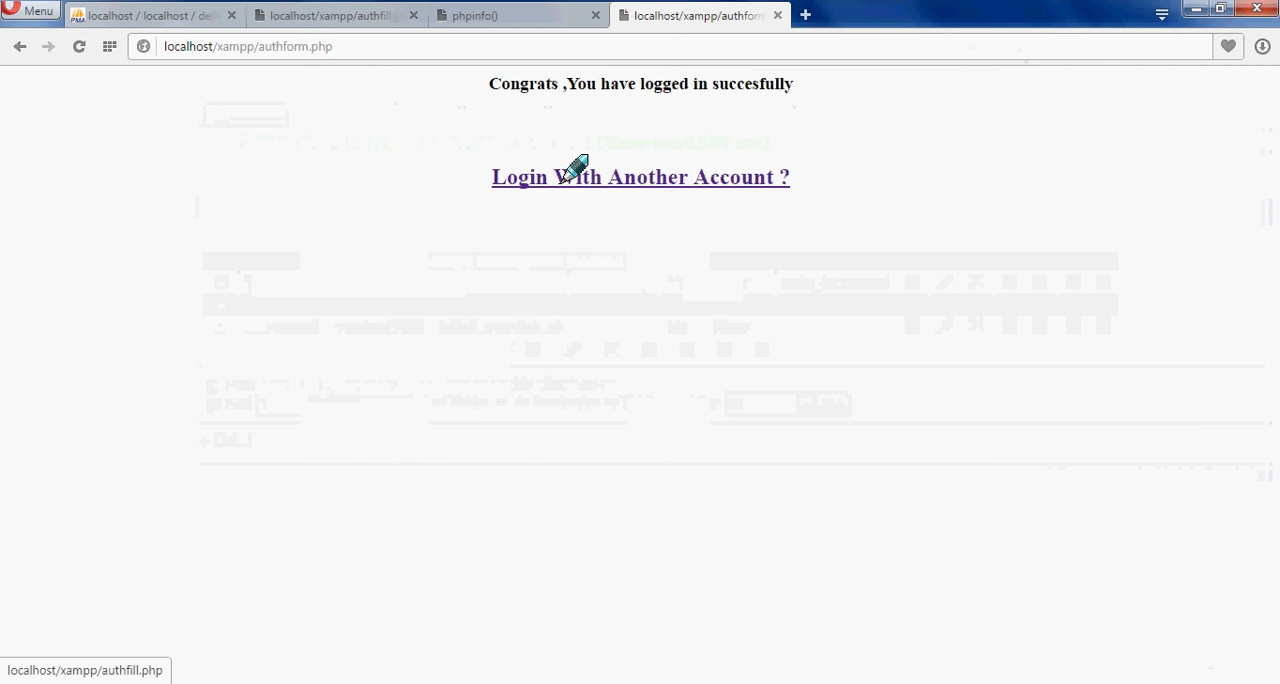 Menu
localhost / localhost / de
localhost/xampp/authfill
phpinfo()
localhost/xampp/authform
localhost/xampp/authform.php
Congrats ,You have logged in succesfully
Login With Another Account ?
localhost/xampp/authfill.php